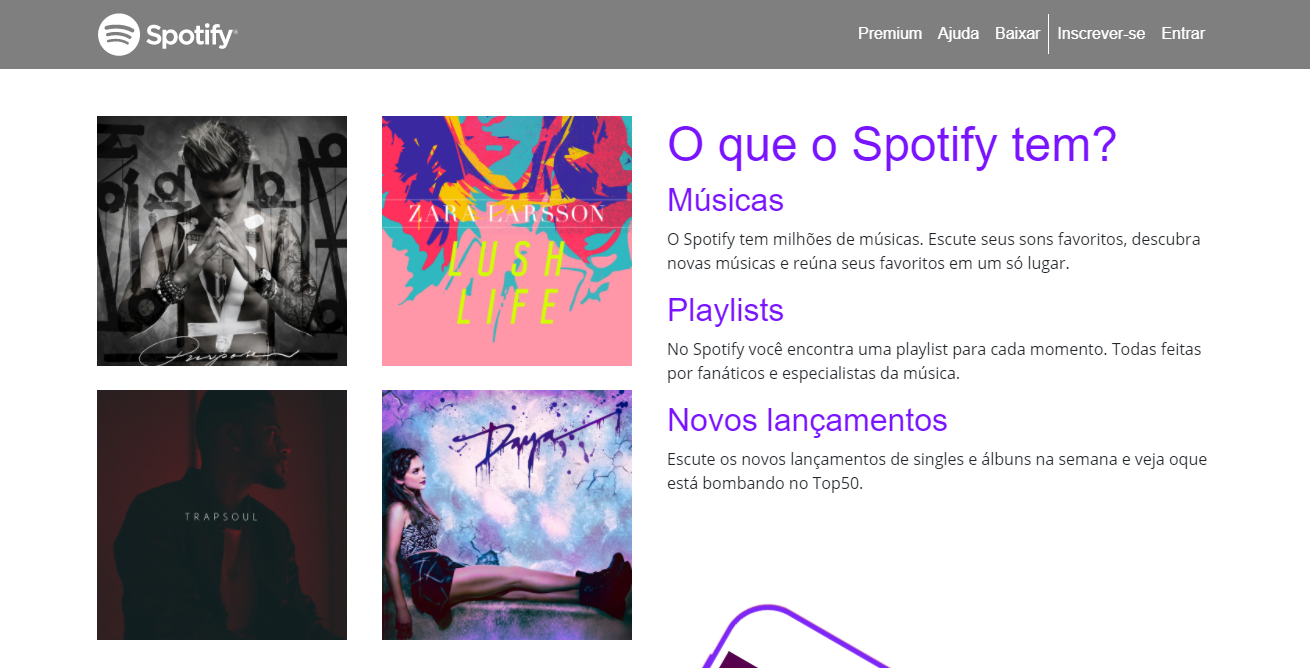 Spotify®
Premium Ajuda Baixar Inscrever-se Entrar
Purpose
ZARA LARSSON
LUSH
LIFE
TRAPSOUL
Daya
O que o Spotify tem?
Músicas
O Spotify tem milhões de músicas. Escute seus sons favoritos, descubra
novas músicas e reúna seus favoritos em um só lugar.
Playlists
No Spotify você encontra uma playlist para cada momento. Todas feitas
por fanáticos e especialistas da música.
Novos lançamentos
Escute os novos lançamentos de singles e álbuns na semana e veja oque
está bombando no Top50.